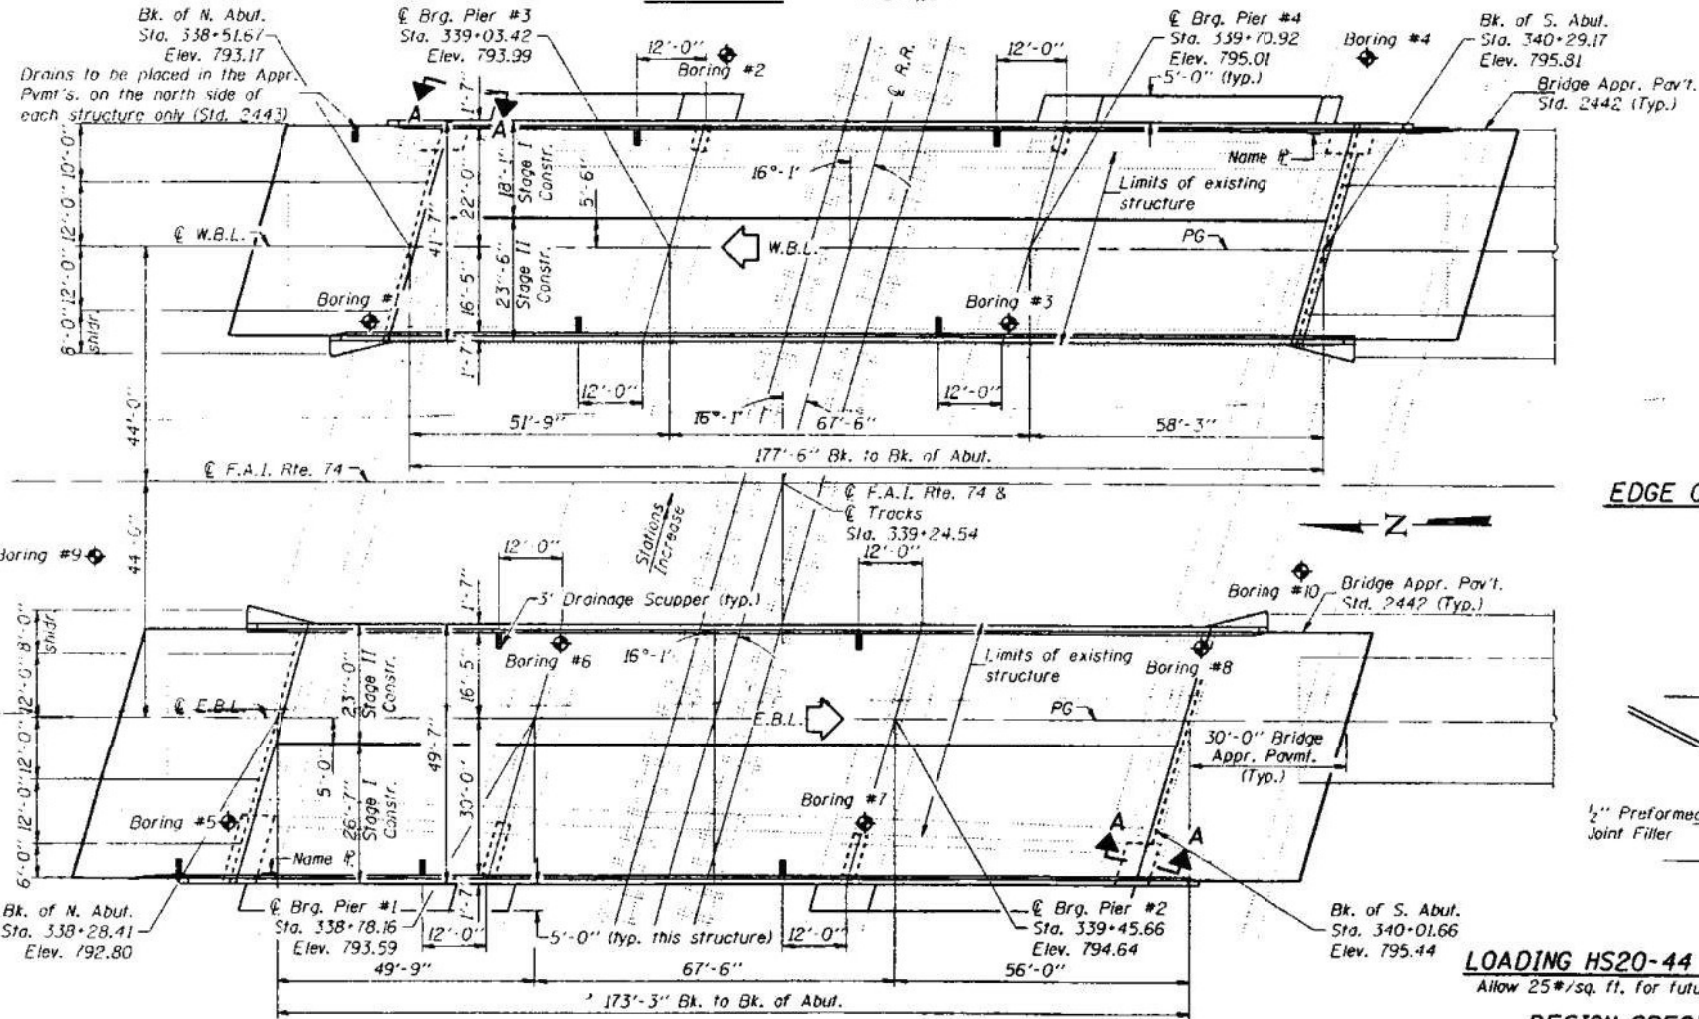 Bk. of N. Abut.
Sta. 338+51.67
Elev. 793.17
℄ Brg. Pier #3
Sta. 339+03.42
Elev. 793.99
12'-0"
Boring #2
℄ R.R.
℄ Brg. Pier #4
Sta. 339+70.92
Elev. 795.01
12'-0"
5'-0" (typ.)
Boring #4
Bk. of S. Abut.
Sta. 340+29.17
Elev. 795.81
Bridge Appr. Pav't.
Std. 2442 (Typ.)
Drains to be placed in the Appr.
Pvmt's. on the north side of
each structure only (Std. 2443)
A
A
1'-7"
10'-0"
12'-0"
12'-0"
8'-0"
shldr.
℄ W.B.L.
41'-7"
22'-0"
16'-5"
1'-7"
18'-1"
Stage I
Constr.
23'-6"
Stage II
Constr.
5'-6"
16°-1'
Name ℄
Limits of existing
structure
W.B.L.
PG
Boring #
Boring #3
12'-0"
16°-1'
12'-0"
51'-9"
67'-6"
58'-3"
177'-6" Bk. to Bk. of Abut.
44'-0"
℄ F.A.I. Rte. 74
44'-0"
Stations
Increase
℄ F.A.I. Rte. 74 &
℄ Tracks
Sta. 339+24.54
EDGE
N
Boring #9
12'-0"
12'-0"
Boring #10
Bridge Appr. Pav't.
Std. 2442 (Typ.)
3' Drainage Scupper (typ.)
1'-7"
8'-0"
shldr.
12'-0"
12'-0"
12'-0"
6'-0"
Boring #6
16°-1'
Limits of existing
structure
Boring #8
℄ E.B.L.
23'-0"
Stage II
Constr.
26'-7"
Stage I
Constr.
49'-7"
16'-5"
30'-0"
1'-7"
5'-0"
E.B.L.
PG
30'-0" Bridge
Appr. Pavmt.
(Typ.)
Boring #5
Name ℄
Boring #7
A
A
½" Preformed
Joint Filler
Bk. of N. Abut.
Sta. 338+28.41
Elev. 792.80
℄ Brg. Pier #1
Sta. 338+78.16
Elev. 793.59
12'-0"
5'-0" (typ. this structure)
12'-0"
℄ Brg. Pier #2
Sta. 339+45.66
Elev. 794.64
Bk. of S. Abut.
Sta. 340+01.66
Elev. 795.44
49'-9"
67'-6"
56'-0"
173'-3" Bk. to Bk. of Abut.
LOADING HS20-44
Allow 25#/sq. ft. for